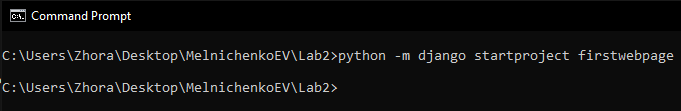 Command Prompt
C:\Users\Zhora\Desktop\MelnichenkoEV\Lab2>python -m django startproject firstwebpage
C:\Users\Zhora\Desktop\MelnichenkoEV\Lab2>